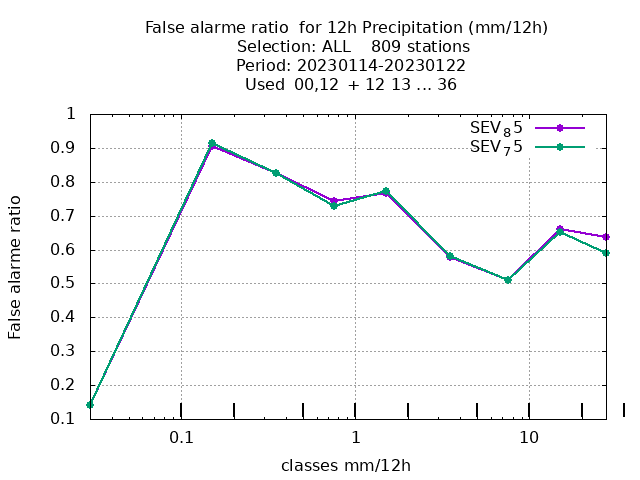 False alarme ratio  for 12h Precipitation (mm/12h)
Selection: ALL    809 stations
Period: 20230114-20230122
Used  00,12  + 12 13 ... 36
SEV₈5
SEV₇5
1
0.9
0.8
0.7
0.6
0.5
0.4
0.3
0.2
0.1
False alarme ratio
0.1 1 10
classes mm/12h